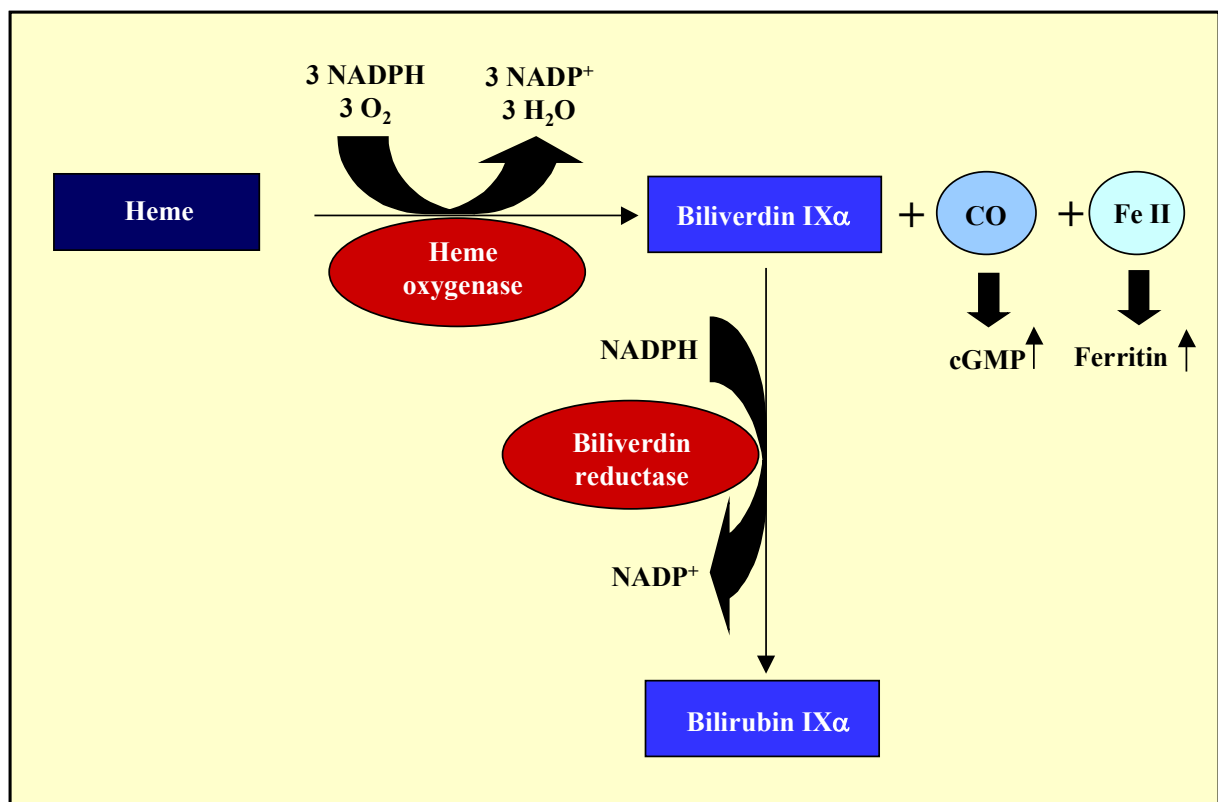 3 NADPH
3 O₂
3 NADP⁺
3 H₂O
Heme
Heme
oxygenase
Biliverdin IXα
+
CO
+
Fe II
cGMP
Ferritin
NADPH
Biliverdin
reductase
NADP⁺
Bilirubin IXα